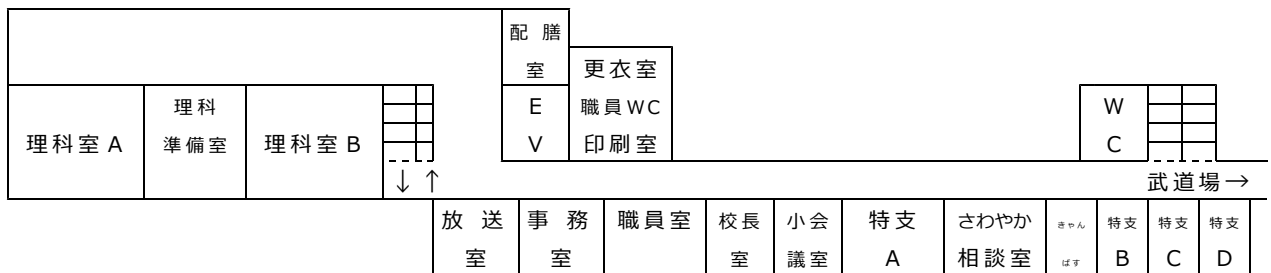 配膳
室
更衣室
職員WC
印刷室
E
V
W
C
理科室A
理科
準備室
理科室B
↓↑
武道場→
放送
室
事務
室
職員室
校長
室
小会
議室
特支
A
さわやか
相談室
きゃん
ぱす
特支
B
特支
C
特支
D